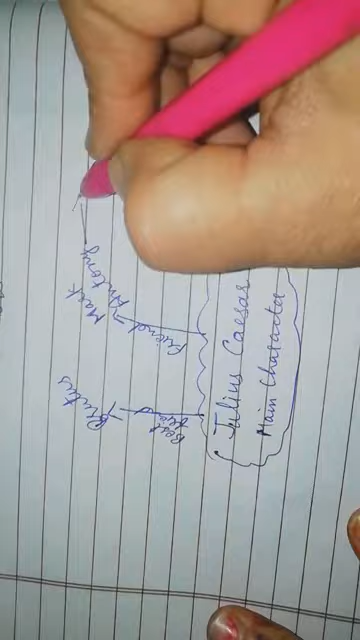 Julius Caesar
Main Character
Best
friend
Brutus
Friend
Mark
Antony